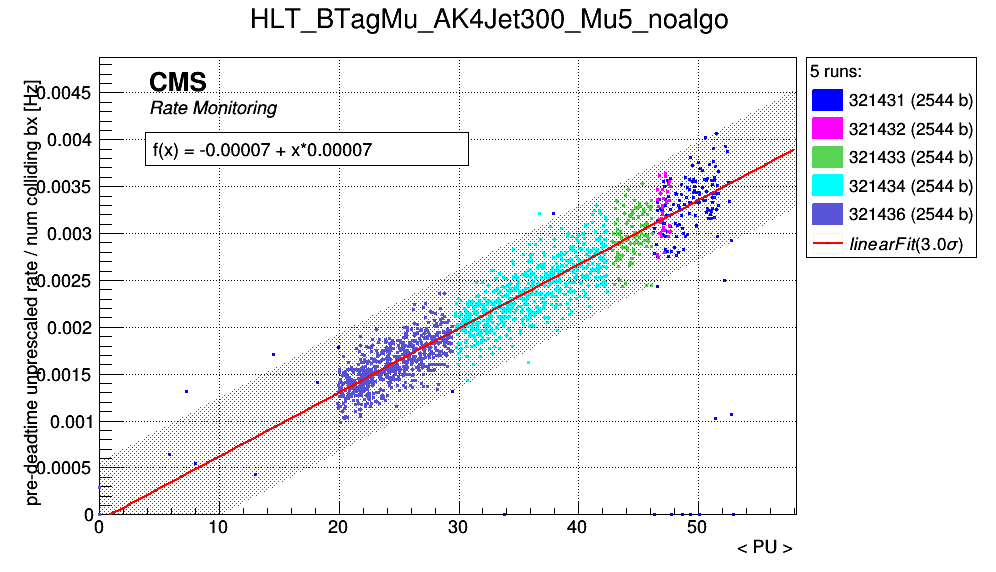 HLT_BTagMu_AK4Jet300_Mu5_noalgo
CMS
Rate Monitoring
f(x) = -0.00007 + x*0.00007
pre-deadtime unprescaled rate / num colliding bx [Hz]
0.0045
0.004
0.0035
0.003
0.0025
0.002
0.0015
0.001
0.0005
0
0 10 20 30 40 50
< PU >
5 runs:
321431 (2544 b)
321432 (2544 b)
321433 (2544 b)
321434 (2544 b)
321436 (2544 b)
linearFit(3.0σ)